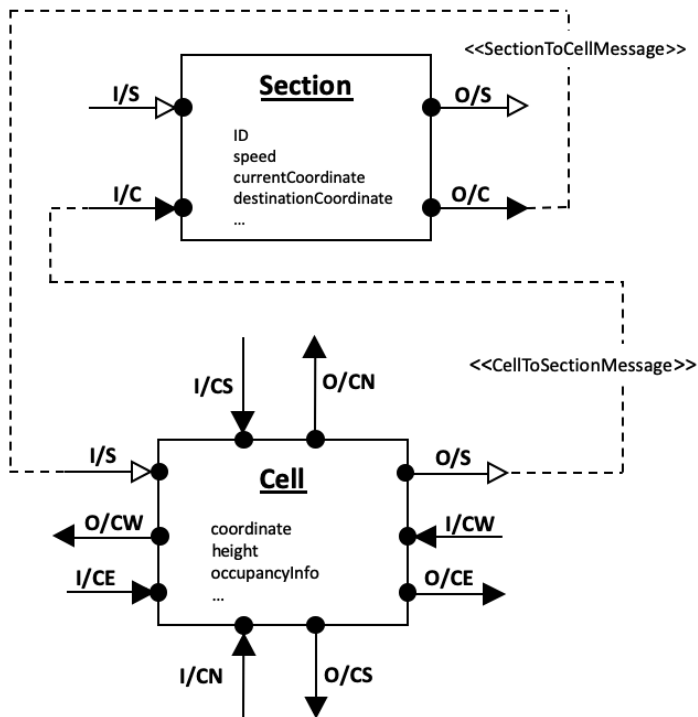 <<SectionToCellMessage>>
Section
I/S
O/S
ID
speed
currentCoordinate
destinationCoordinate
...
I/C
O/C
<<CellToSectionMessage>>
I/CS
O/CN
I/S
O/S
Cell
O/CW
I/CW
coordinate
height
occupancyInfo
...
I/CE
O/CE
I/CN
O/CS